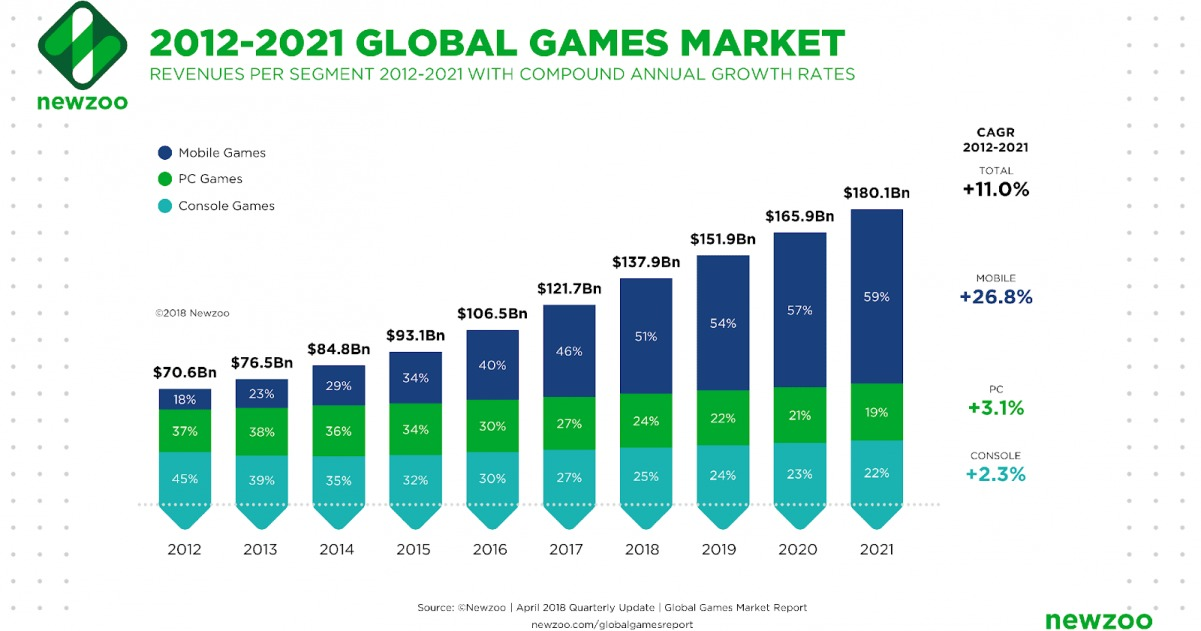 2012-2021 GLOBAL GAMES MARKET
REVENUES PER SEGMENT 2012-2021 WITH COMPOUND ANNUAL GROWTH RATES
newzoo
Mobile Games
PC Games
Console Games
©2018 Newzoo
CAGR
2012-2021
TOTAL
+11.0%
MOBILE
+26.8%
PC
+3.1%
CONSOLE
+2.3%
$70.6Bn
18%
37%
45%
2012
$76.5Bn
23%
38%
39%
2013
$84.8Bn
29%
36%
35%
2014
$93.1Bn
34%
34%
32%
2015
$106.5Bn
40%
30%
30%
2016
$121.7Bn
46%
27%
27%
2017
$137.9Bn
51%
24%
25%
2018
$151.9Bn
54%
22%
24%
2019
$165.9Bn
57%
21%
23%
2020
$180.1Bn
59%
19%
22%
2021
Source: ©Newzoo | April 2018 Quarterly Update | Global Games Market Report
newzoo.com/globalgamesreport
newzoo